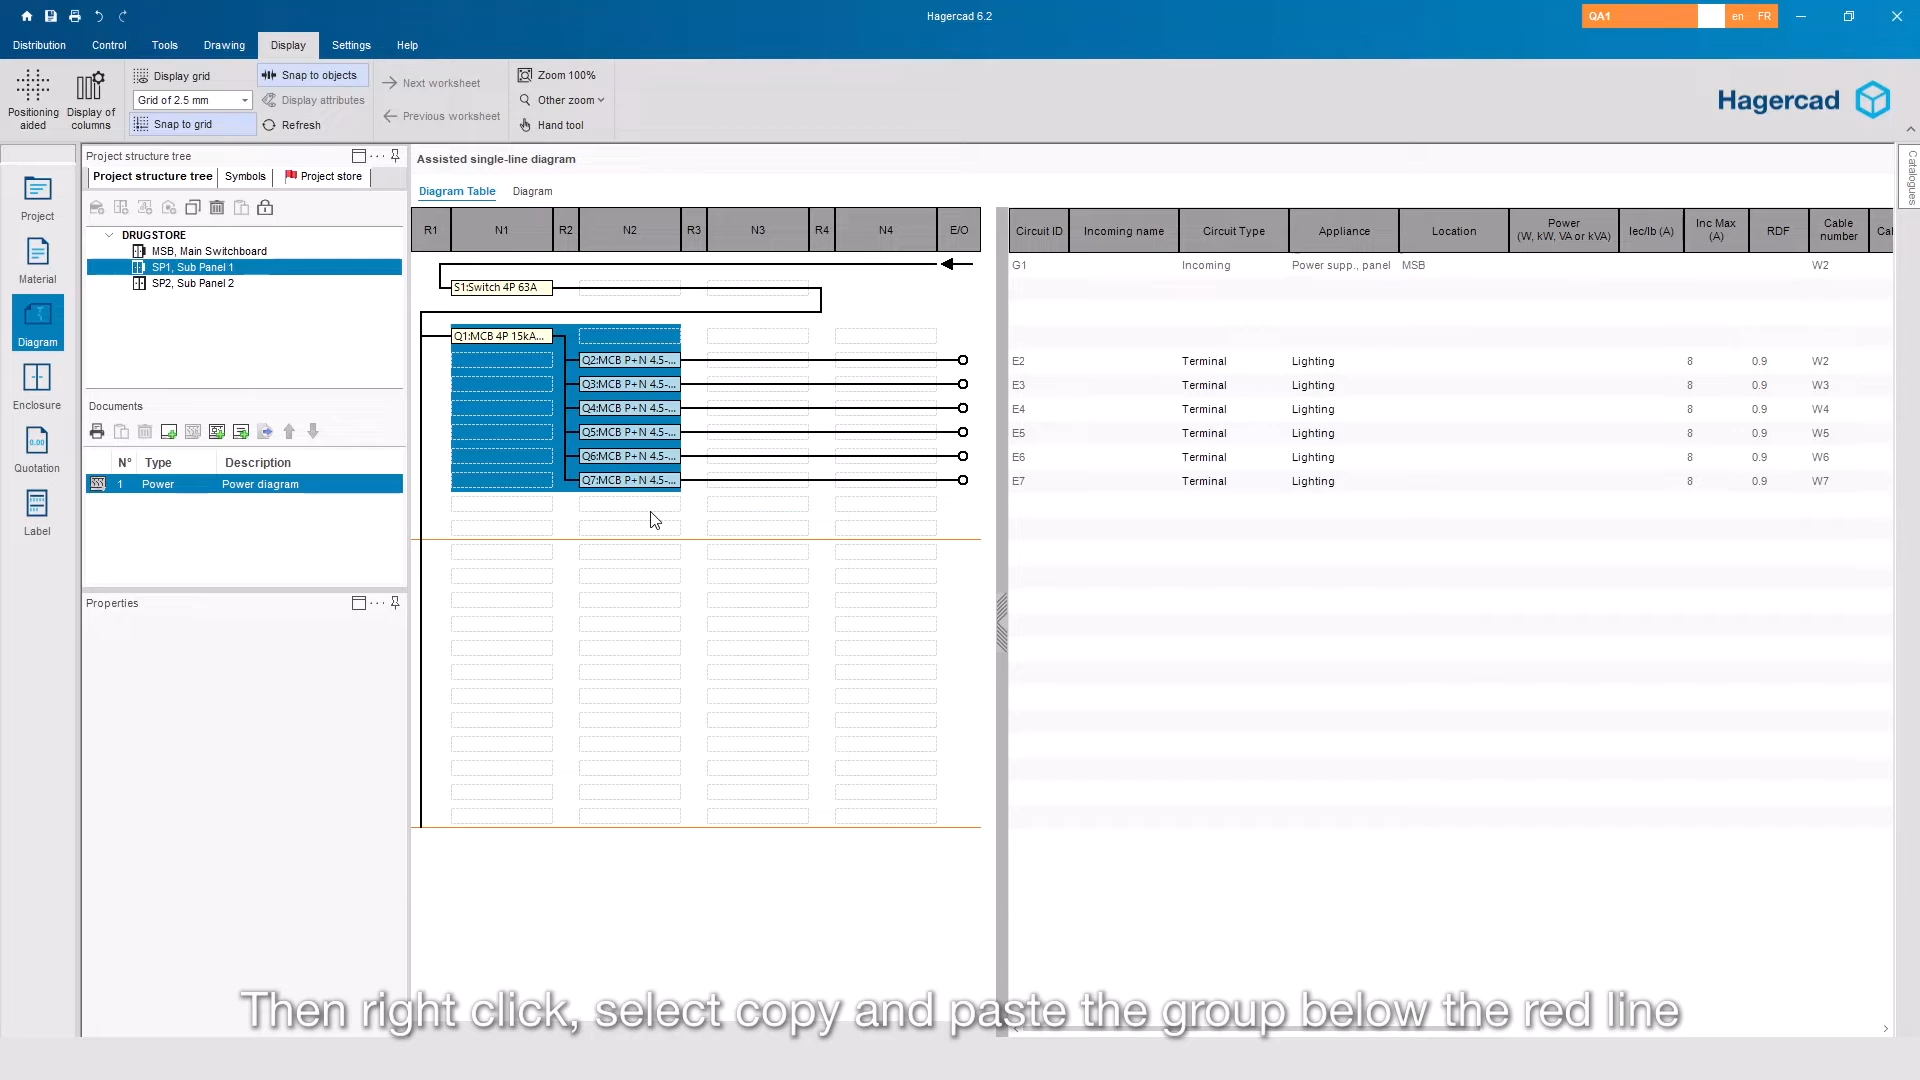 Hagercad 6.2
QA1
en FR
Distribution Control Tools Drawing Display Settings Help
Positioning aided
Display of columns
Display grid
Grid of 2.5 mm
Snap to grid
Snap to objects
Display attributes
Refresh
Next worksheet
Previous worksheet
Zoom 100%
Other zoom
Hand tool
Hagercad
Catalogues
Project
Material
Diagram
Enclosure
Quotation
Label
0.00
Project structure tree
Project structure tree Symbols Project store
DRUGSTORE
MSB, Main Switchboard
SP1, Sub Panel 1
SP2, Sub Panel 2
Documents
N° Type Description
1 Power Power diagram
Properties
Assisted single-line diagram
Diagram Table Diagram
R1 N1 R2 N2 R3 N3 R4 N4 E/O
S1:Switch 4P 63A
Q1:MCB 4P 15kA...
Q2:MCB P+N 4.5-...
Q3:MCB P+N 4.5-...
Q4:MCB P+N 4.5-...
Q5:MCB P+N 4.5-...
Q6:MCB P+N 4.5-...
Q7:MCB P+N 4.5-...
Circuit ID Incoming name Circuit Type Appliance Location Power (W, kW, VA or kVA) Iec/Ib (A) Inc Max (A) RDF Cable number Cal
G1 Incoming Power supp., panel MSB W2
E2 Terminal Lighting 8 0.9 W2
E3 Terminal Lighting 8 0.9 W3
E4 Terminal Lighting 8 0.9 W4
E5 Terminal Lighting 8 0.9 W5
E6 Terminal Lighting 8 0.9 W6
E7 Terminal Lighting 8 0.9 W7
Then right click, select copy and paste the group below the red line